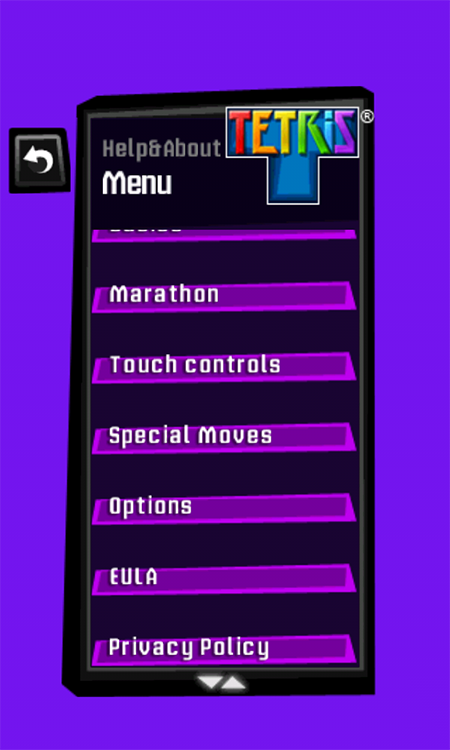 Help&About
TETRIS®
Menu
Marathon
Touch controls
Special Moves
Options
EULA
Privacy Policy